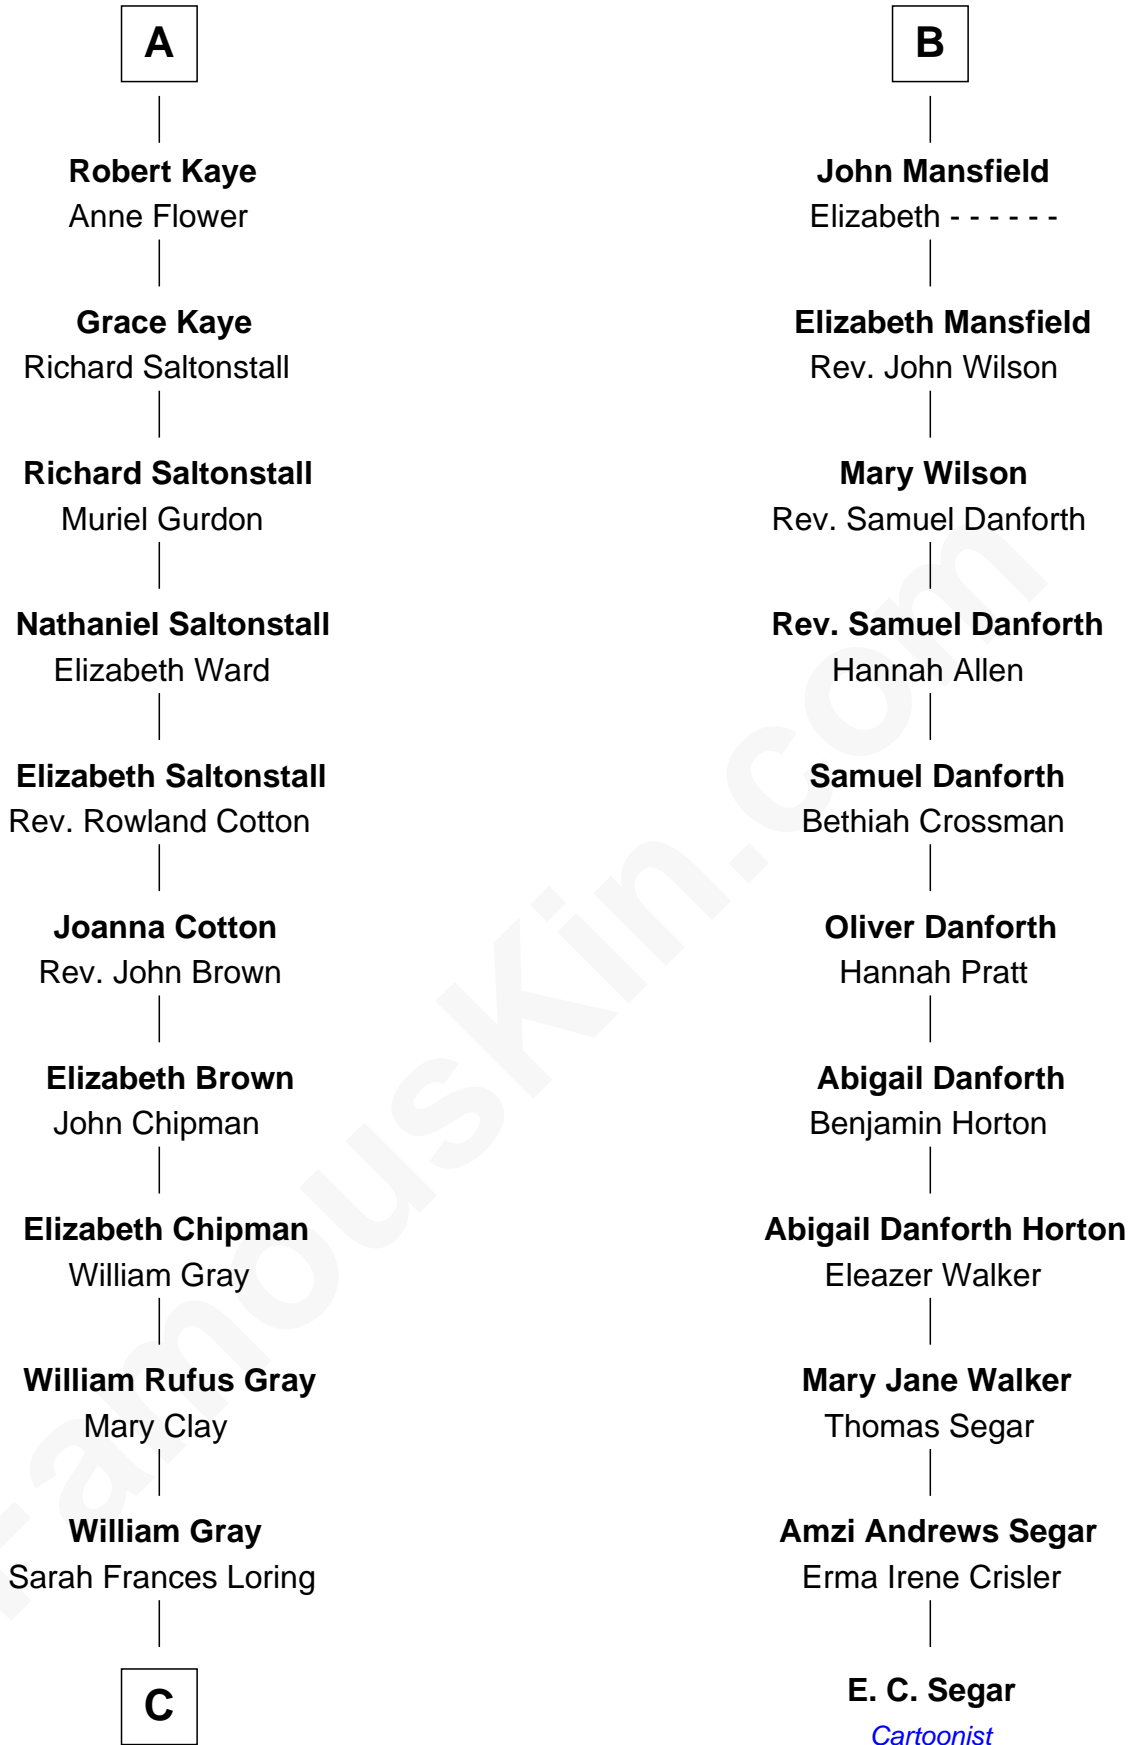 A
Robert Kaye
Anne Flower
Grace Kaye
Richard Saltonstall
Richard Saltonstall
Muriel Gurdon
Nathaniel Saltonstall
Elizabeth Ward
Elizabeth Saltonstall
Rev. Rowland Cotton
Joanna Cotton
Rev. John Brown
Elizabeth Brown
John Chipman
Elizabeth Chipman
William Gray
William Rufus Gray
Mary Clay
William Gray
Sarah Frances Loring
C
B
John Mansfield
Elizabeth - - - - - -
Elizabeth Mansfield
Rev. John Wilson
Mary Wilson
Rev. Samuel Danforth
Rev. Samuel Danforth
Hannah Allen
Samuel Danforth
Bethiah Crossman
Oliver Danforth
Hannah Pratt
Abigail Danforth
Benjamin Horton
Abigail Danforth Horton
Eleazer Walker
Mary Jane Walker
Thomas Segar
Amzi Andrews Segar
Erma Irene Crisler
E. C. Segar
Cartoonist
FamousKin.com